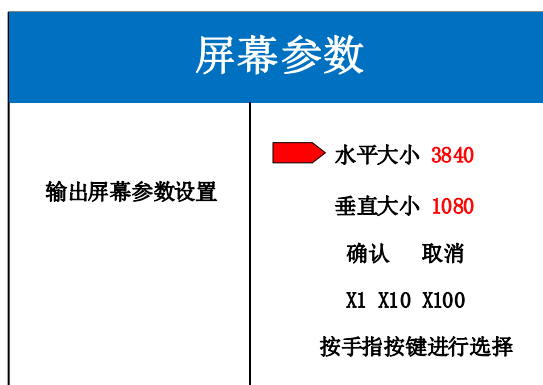 屏幕参数
输出屏幕参数设置
水平大小 3840
垂直大小 1080
确认 取消
X1 X10 X100
按手指按键进行选择